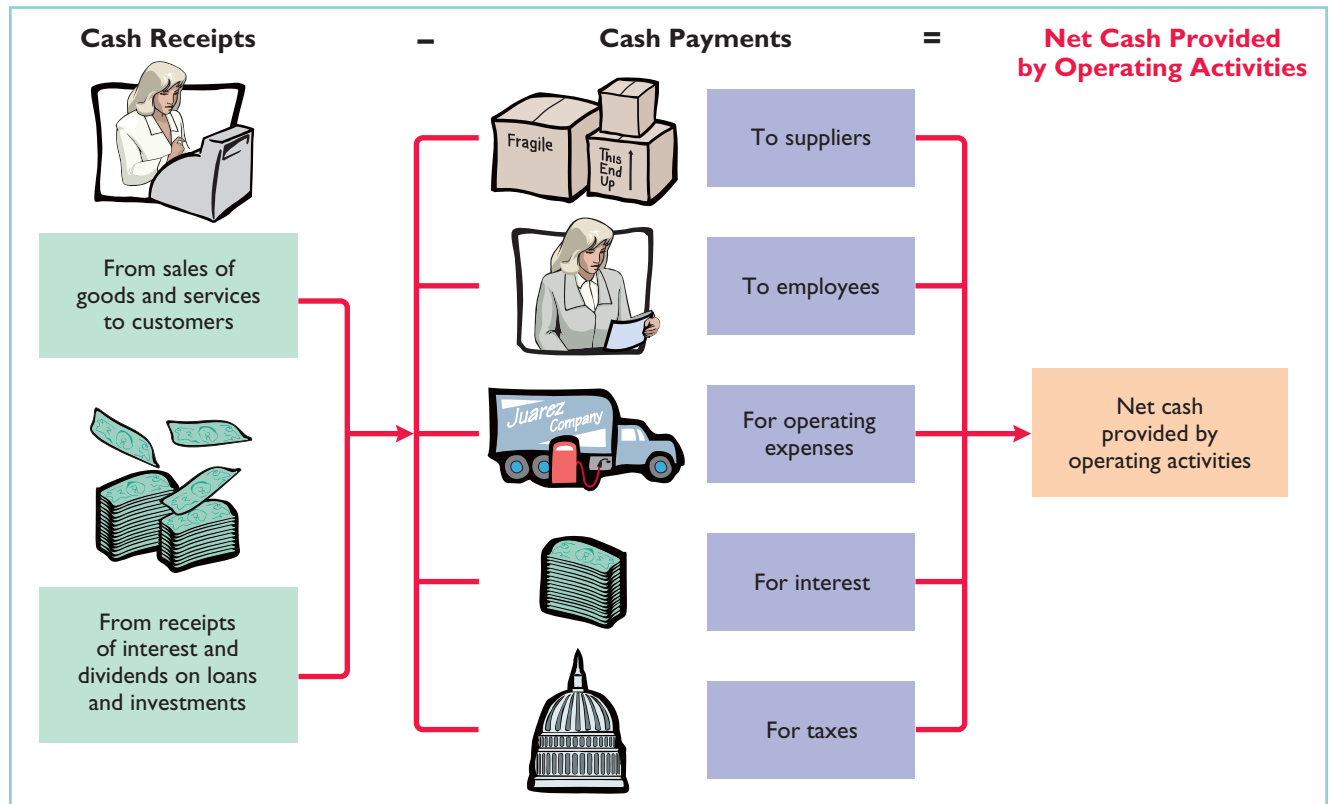 Cash Receipts
–
Cash Payments
=
Net Cash Provided
by Operating Activities
From sales of
goods and services
to customers
From receipts
of interest and
dividends on loans
and investments
Fragile
This
End
Up
To suppliers
To employees
Juarez
Company
For operating
expenses
For interest
For taxes
Net cash
provided by
operating activities